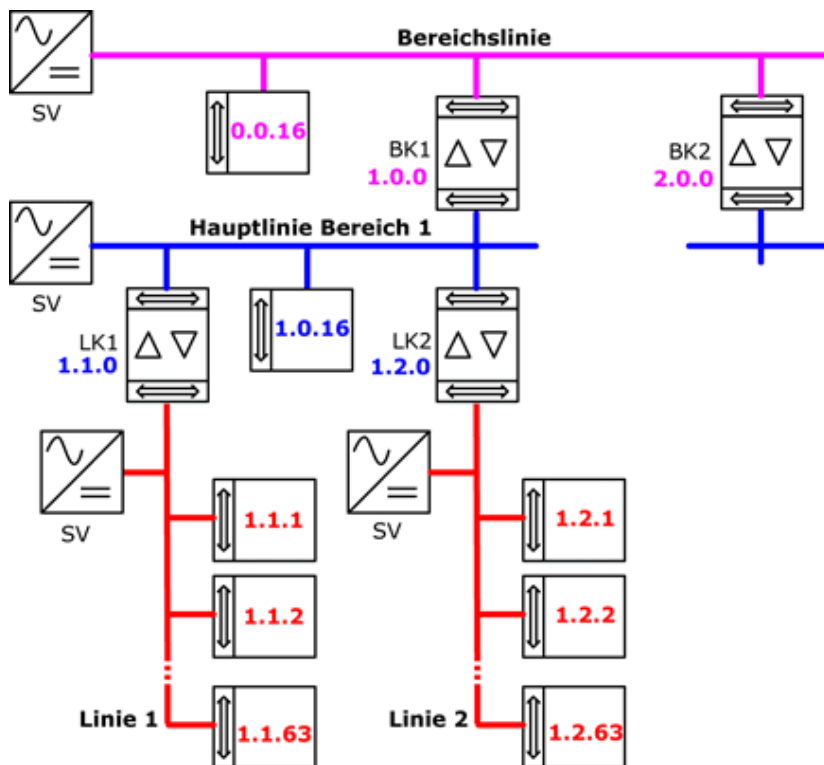 Bereichslinie
SV
0.0.16
BK1
1.0.0
BK2
2.0.0
Hauptlinie Bereich 1
SV
LK1
1.1.0
1.0.16
LK2
1.2.0
SV
1.1.1
SV
1.2.1
1.1.2
1.2.2
Linie 1
1.1.63
Linie 2
1.2.63